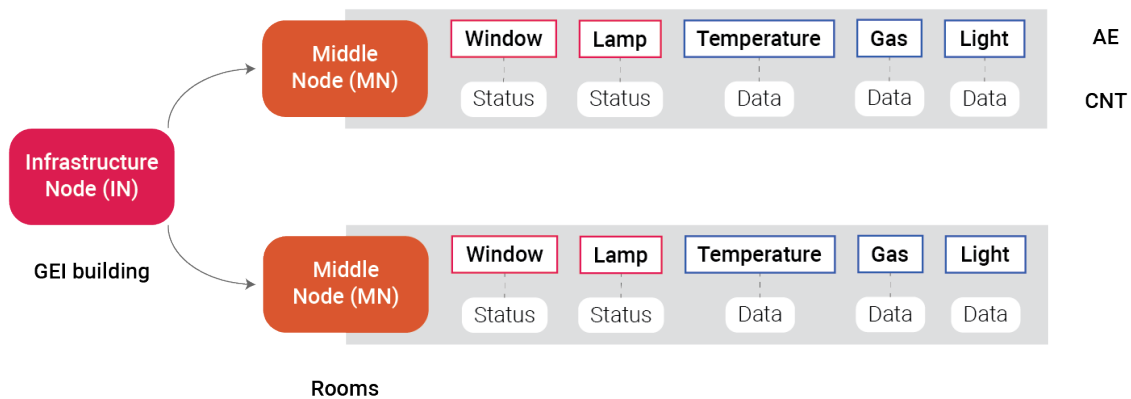 Middle
Node (MN)
Window
Lamp
Temperature
Gas
Light
AE
Status
Status
Data
Data
Data
CNT
Infrastructure
Node (IN)
GEI building
Middle
Node (MN)
Window
Lamp
Temperature
Gas
Light
Status
Status
Data
Data
Data
Rooms